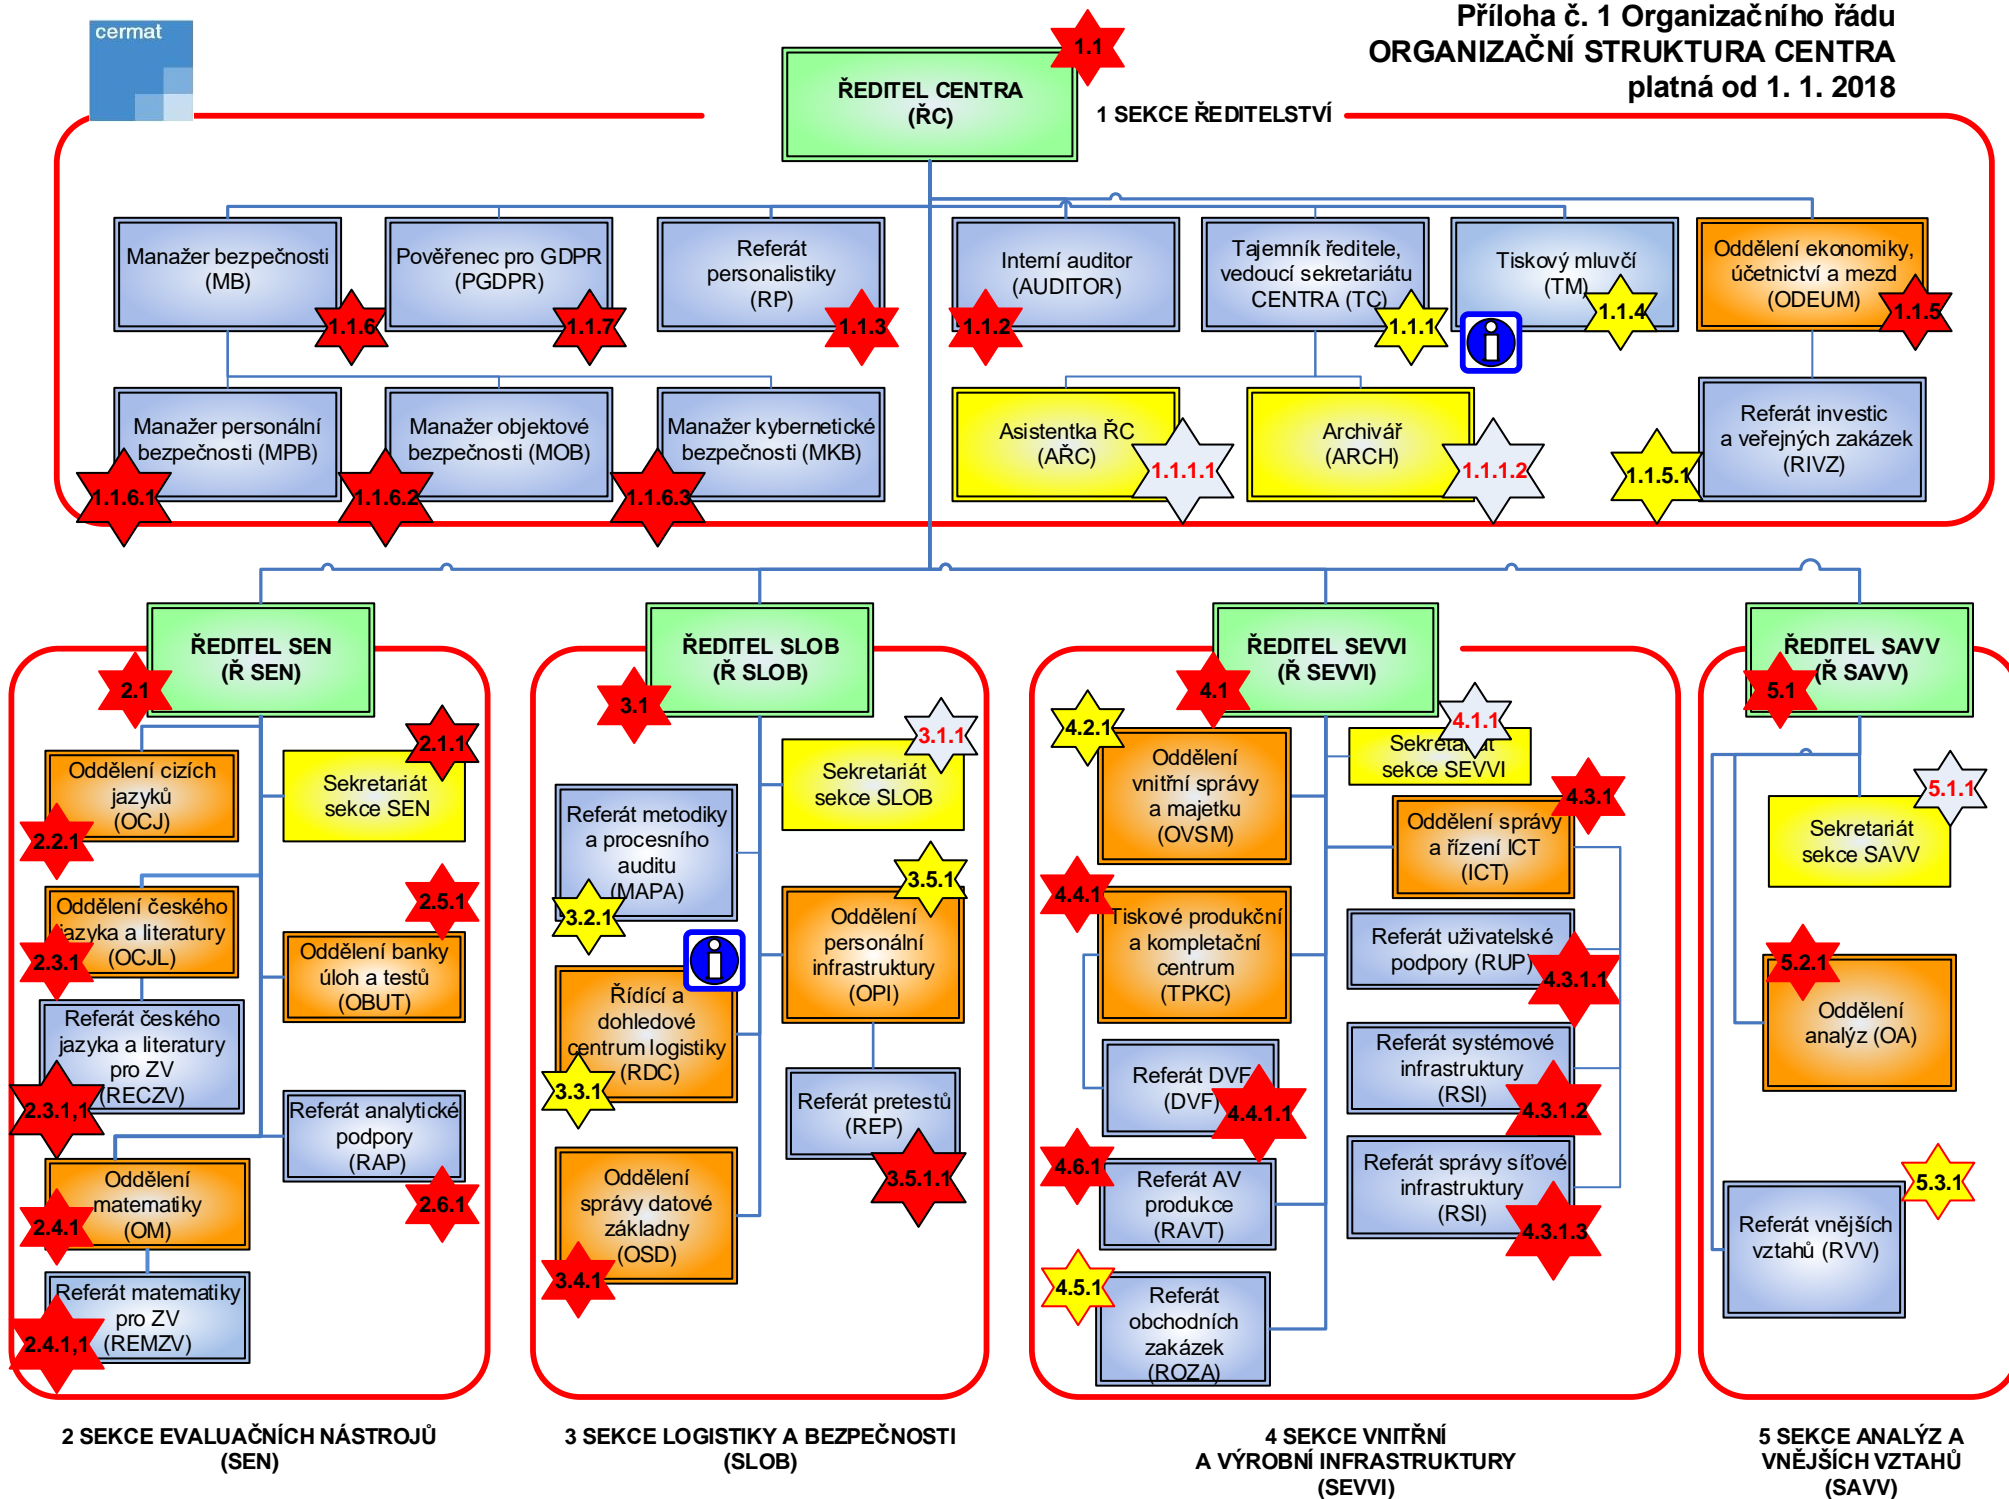 cermat
Příloha č. 1 Organizačního řádu
ORGANIZAČNÍ STRUKTURA CENTRA
platná od 1. 1. 2018
1.1
ŘEDITEL CENTRA
(ŘC)
1 SEKCE ŘEDITELSTVÍ
Manažer bezpečnosti
(MB)
1.1.6
Pověřenec pro GDPR
(PGDPR)
1.1.7
Referát
personalistiky
(RP)
1.1.3
Interní auditor
(AUDITOR)
1.1.2
Tajemník ředitele,
vedoucí sekretariátu
CENTRA (TC)
1.1.1
Tiskový mluvčí
(TM)
1.1.4
Oddělení ekonomiky,
účetnictví a mezd
(ODEUM)
1.1.5
Manažer personální
bezpečnosti (MPB)
1.1.6.1
Manažer objektové
bezpečnosti (MOB)
1.1.6.2
Manažer kybernetické
bezpečnosti (MKB)
1.1.6.3
Asistentka ŘC
(AŘC)
1.1.1.1
Archivář
(ARCH)
1.1.1.2
Referát investic
a veřejných zakázek
(RIVZ)
1.1.5.1
ŘEDITEL SEN
(Ř SEN)
2.1
2.1.1
Oddělení cizích
jazyků
(OCJ)
2.2.1
Sekretariát
sekce SEN
Oddělení českého
jazyka a literatury
(OCJL)
2.3.1
2.5.1
Oddělení banky
úloh a testů
(OBUT)
Referát českého
jazyka a literatury
pro ZV
(RECZV)
2.3.1,1
Referát analytické
podpory
(RAP)
2.6.1
Oddělení
matematiky
(OM)
2.4.1
Referát matematiky
pro ZV
(REMZV)
2.4.1,1
ŘEDITEL SLOB
(Ř SLOB)
3.1
3.1.1
Sekretariát
sekce SLOB
Referát metodiky
a procesního
auditu
(MAPA)
3.2.1
3.5.1
Oddělení
personální
infrastruktury
(OPI)
Řídící a
dohledové
centrum logistiky
(RDC)
3.3.1
Referát pretestů
(REP)
3.5.1.1
Oddělení
správy datové
základny
(OSD)
3.4.1
ŘEDITEL SEVVI
(Ř SEVVI)
4.1
4.2.1
4.1.1
Oddělení
vnitřní správy
a majetku
(OVSM)
Sekretariát
sekce SEVVI
4.3.1
Oddělení správy
a řízení ICT
(ICT)
4.4.1
Tiskové produkční
a kompletační
centrum
(TPKC)
Referát uživatelské
podpory (RUP)
4.3.1.1
Referát DVF
(DVF)
4.4.1.1
Referát systémové
infrastruktury
(RSI)
4.3.1.2
4.6.1
Referát AV
produkce
(RAVT)
Referát správy síťové
infrastruktury
(RSI)
4.3.1.3
4.5.1
Referát
obchodních
zakázek
(ROZA)
ŘEDITEL SAVV
(Ř SAVV)
5.1
5.1.1
Sekretariát
sekce SAVV
5.2.1
Oddělení
analýz (OA)
5.3.1
Referát vnějších
vztahů (RVV)
2 SEKCE EVALUAČNÍCH NÁSTROJŮ
(SEN)
3 SEKCE LOGISTIKY A BEZPEČNOSTI
(SLOB)
4 SEKCE VNITŘNÍ
A VÝROBNÍ INFRASTRUKTURY
(SEVVI)
5 SEKCE ANALÝZ A
VNĚJŠÍCH VZTAHŮ
(SAVV)